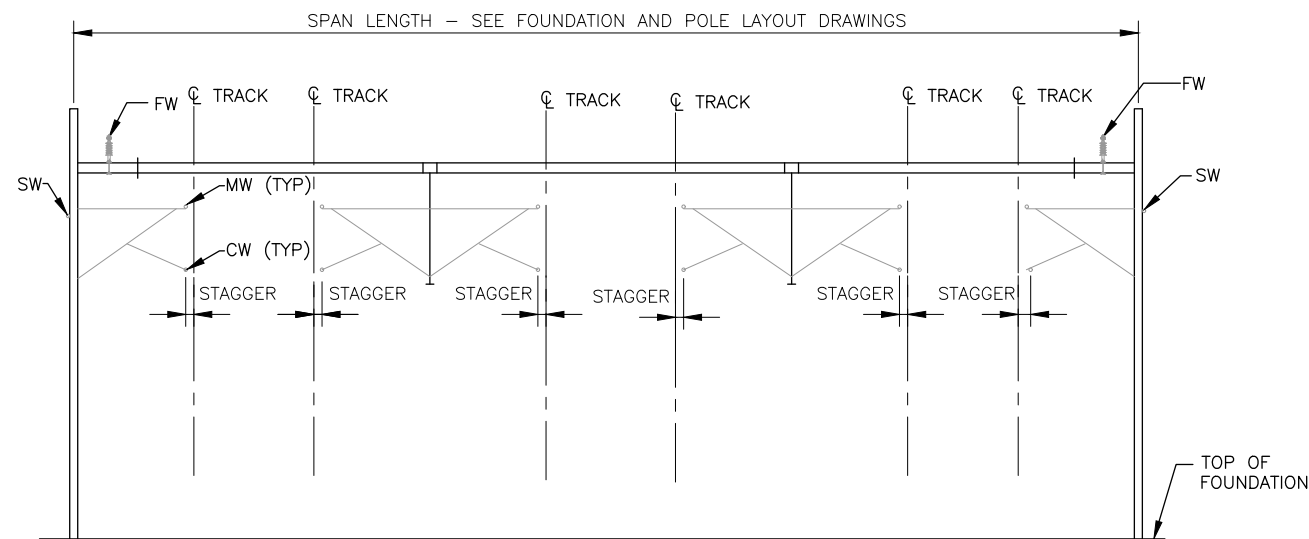 SPAN LENGTH – SEE FOUNDATION AND POLE LAYOUT DRAWINGS
FW
℄ TRACK
℄ TRACK
℄ TRACK
℄ TRACK
℄ TRACK
℄ TRACK
FW
SW
MW (TYP)
SW
CW (TYP)
STAGGER
STAGGER
STAGGER
STAGGER
STAGGER
STAGGER
TOP OF
FOUNDATION